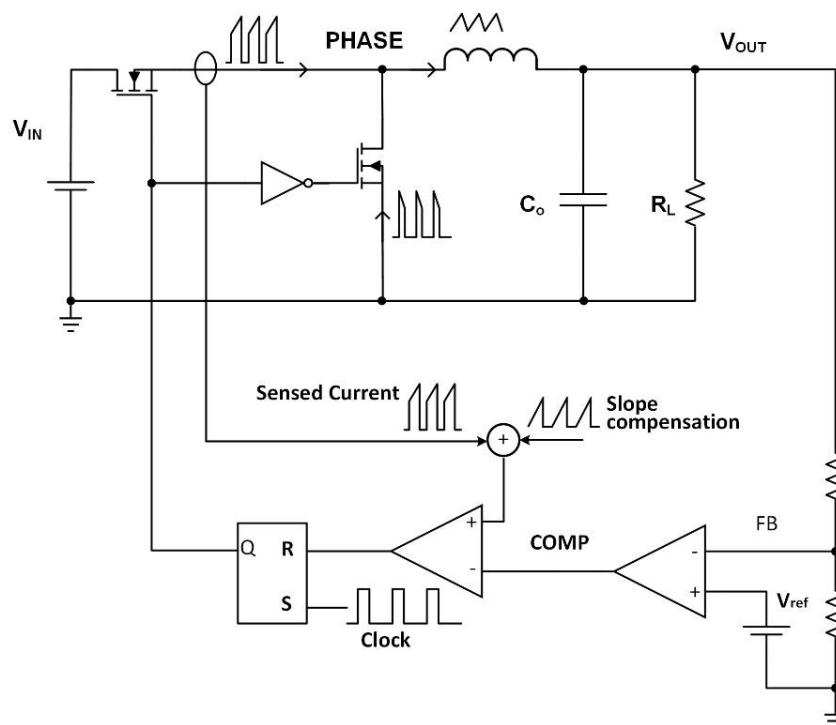 PHASE
VOUT
VIN
Co
RL
Sensed Current
Slope
compensation
+
+
-
COMP
FB
-
+
Vref
Q
R
S
Clock